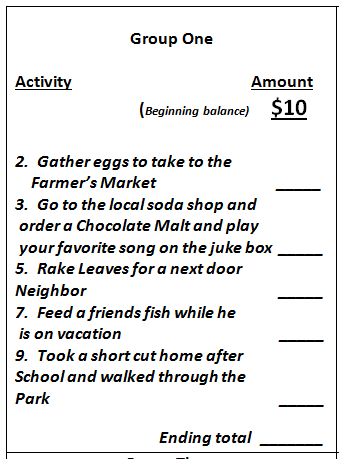 Group One
Activity Amount
(Beginning balance) $10
2. Gather eggs to take to the
Farmer's Market _____
3. Go to the local soda shop and
order a Chocolate Malt and play
your favorite song on the juke box _____
5. Rake Leaves for a next door
Neighbor _____
7. Feed a friends fish while he
is on vacation _____
9. Took a short cut home after
School and walked through the
Park _____
Ending total _______